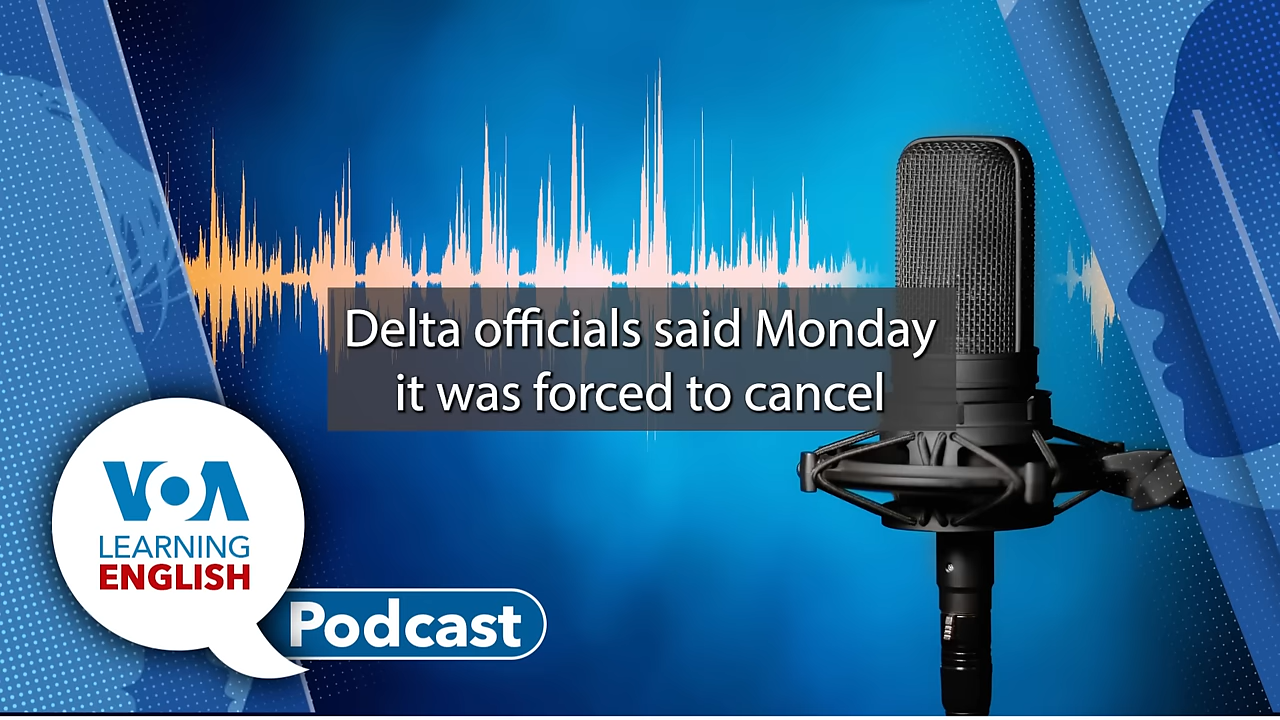 Delta officials said Monday
it was forced to cancel
VOA
LEARNING
ENGLISH
Podcast